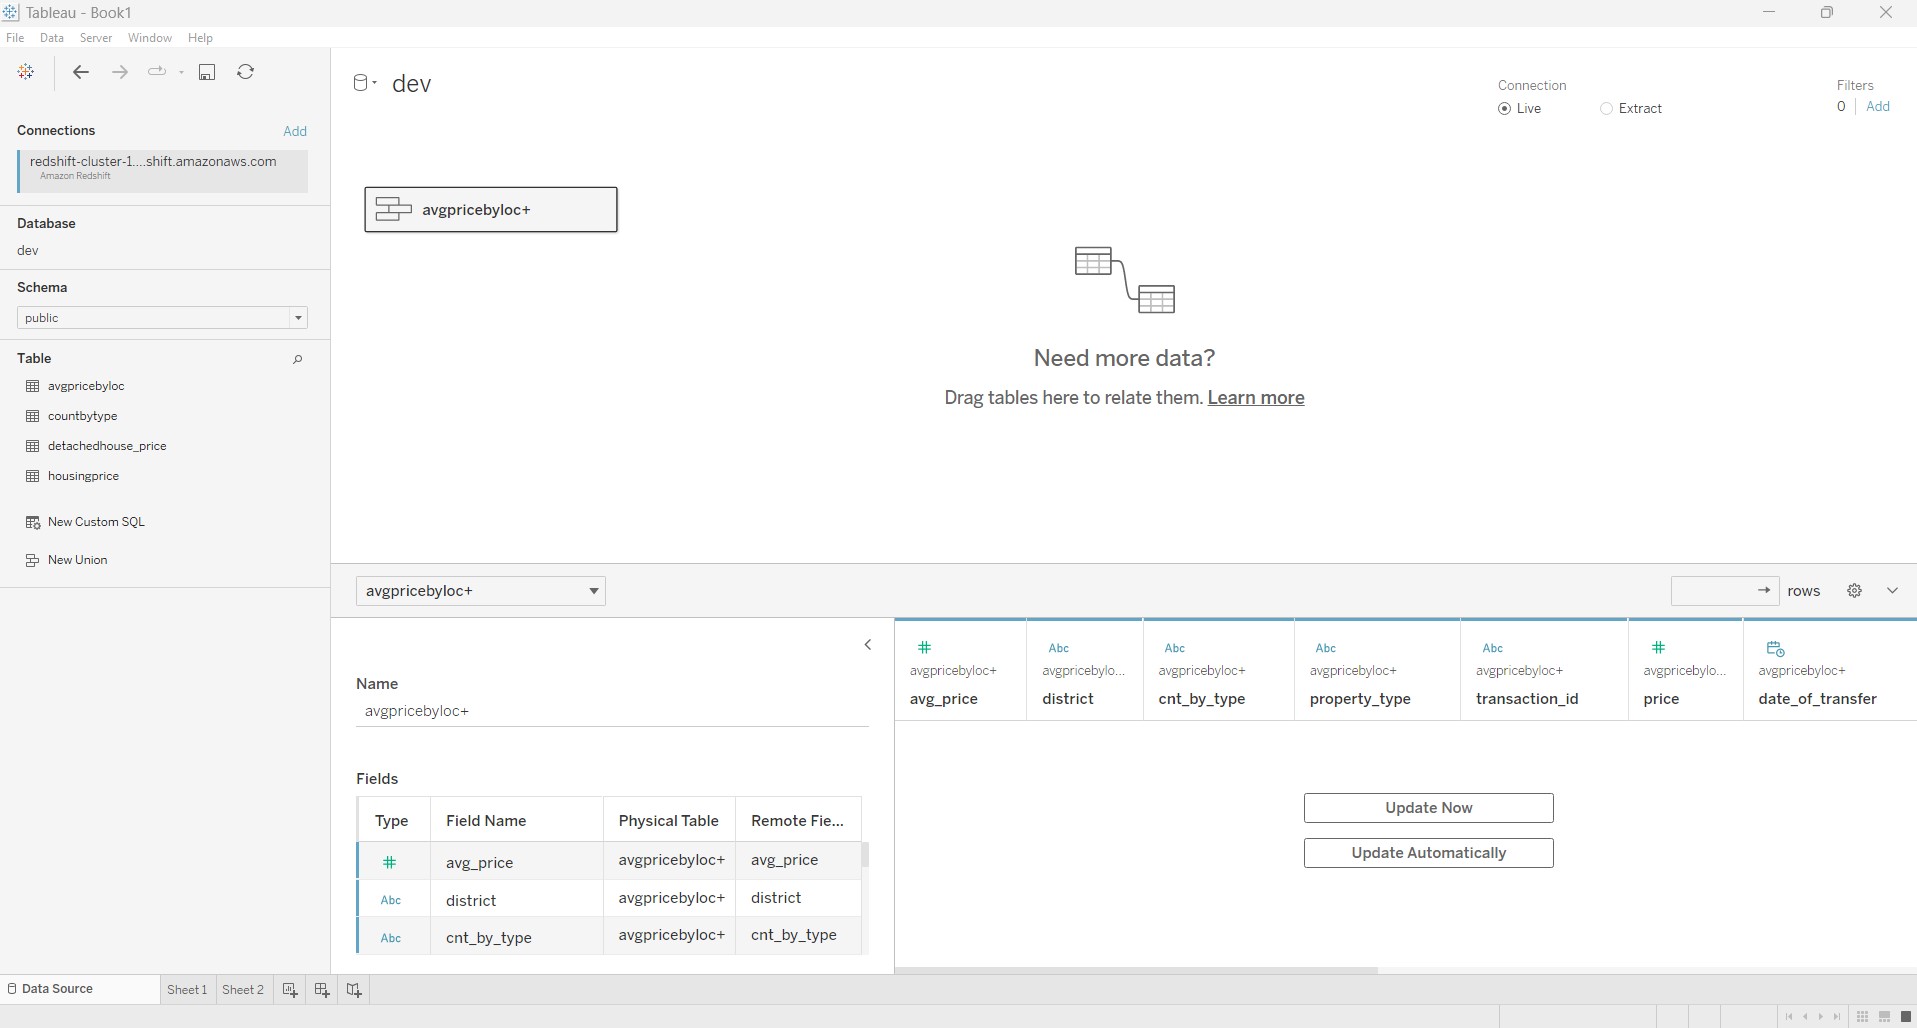 Tableau - Book1
File Data Server Window Help
Connections Add
redshift-cluster-1....shift.amazonaws.com
Amazon Redshift
Database
dev
Schema
public
Table
avgpricebyloc
countbytype
detachedhouse_price
housingprice
New Custom SQL
New Union
dev
Connection
Live Extract
Filters
0 Add
avgpricebyloc+
Need more data?
Drag tables here to relate them. Learn more
avgpricebyloc+
rows
Name
avgpricebyloc+
Fields
Type Field Name Physical Table Remote Fie...
# avg_price avgpricebyloc+ avg_price
Abc district avgpricebyloc+ district
Abc cnt_by_type avgpricebyloc+ cnt_by_type
# Abc Abc Abc Abc #
avgpricebyloc+ avgpricebylo... avgpricebyloc+ avgpricebyloc+ avgpricebyloc+ avgpricebylo... avgpricebyloc+
avg_price district cnt_by_type property_type transaction_id price date_of_transfer
Update Now
Update Automatically
Data Source Sheet 1 Sheet 2